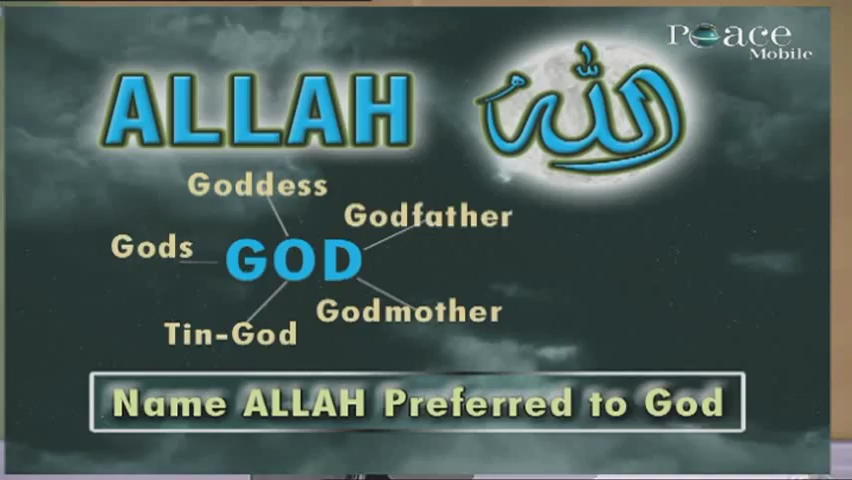 Peace
Mobile
ALLAH
الله
Goddess
Godfather
Gods
GOD
Godmother
Tin-God
Name ALLAH Preferred to God